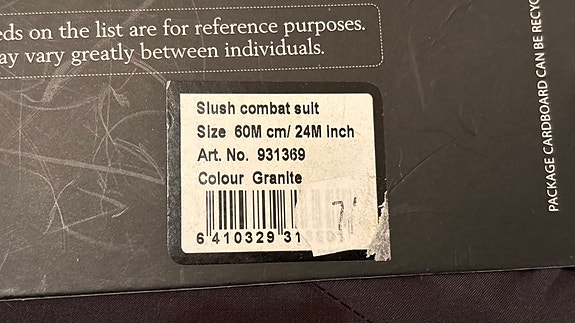 eds on the list are for reference purposes.
ay vary greatly between individuals.
Slush combat suit
Size 60M cm/ 24M inch
Art. No. 931369
Colour Granite
6 410329 31
PACKAGE CARDBOARD CAN BE RECYC